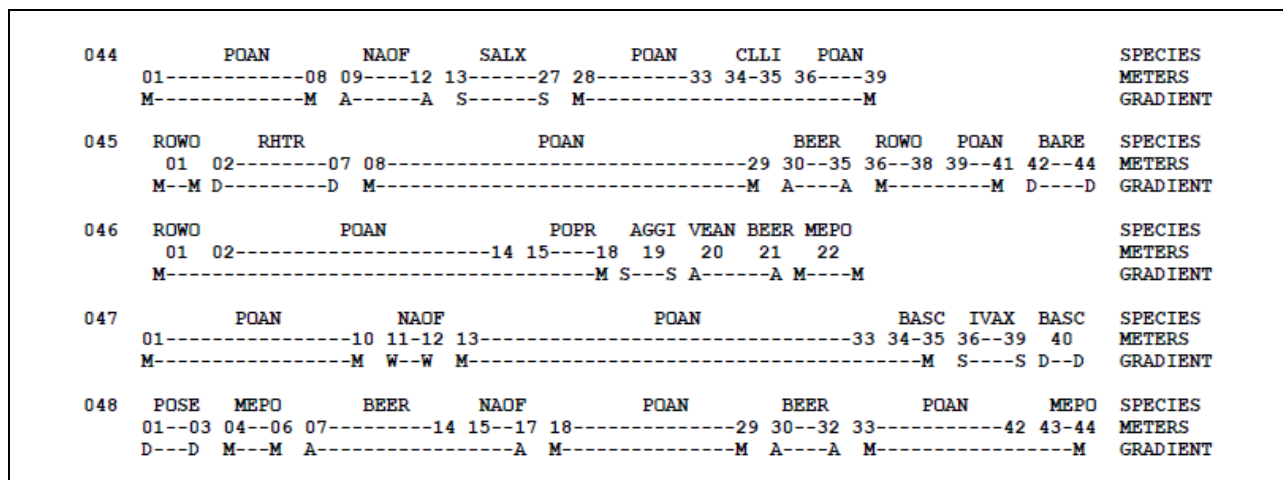 044 POAN NAOF SALX POAN CLLI POAN SPECIES
01------------08 09----12 13------27 28--------33 34-35 36----39 METERS
M-------------M A------A S------S M------------------------M GRADIENT
045 ROWO RHTR POAN BEER ROWO POAN BARE SPECIES
01 02--------07 08-------------------------------29 30--35 36--38 39--41 42--44 METERS
M--M D---------D M--------------------------------M A----A M---------M D----D GRADIENT
046 ROWO POAN POPR AGGI VEAN BEER MEPO SPECIES
01 02----------------------14 15----18 19 20 21 22 METERS
M-------------------------------------M S---S A------A M----M GRADIENT
047 POAN NAOF POAN BASC IVAX BASC SPECIES
01----------------10 11-12 13--------------------------------33 34-35 36--39 40 METERS
M-----------------M W--W M---------------------------------------M S----S D--D GRADIENT
048 POSE MEPO BEER NAOF POAN BEER POAN MEPO SPECIES
01--03 04--06 07---------14 15--17 18--------------29 30--32 33-----------42 43-44 METERS
D---D M---M A-----------------A M---------------M A----A M-----------------M GRADIENT